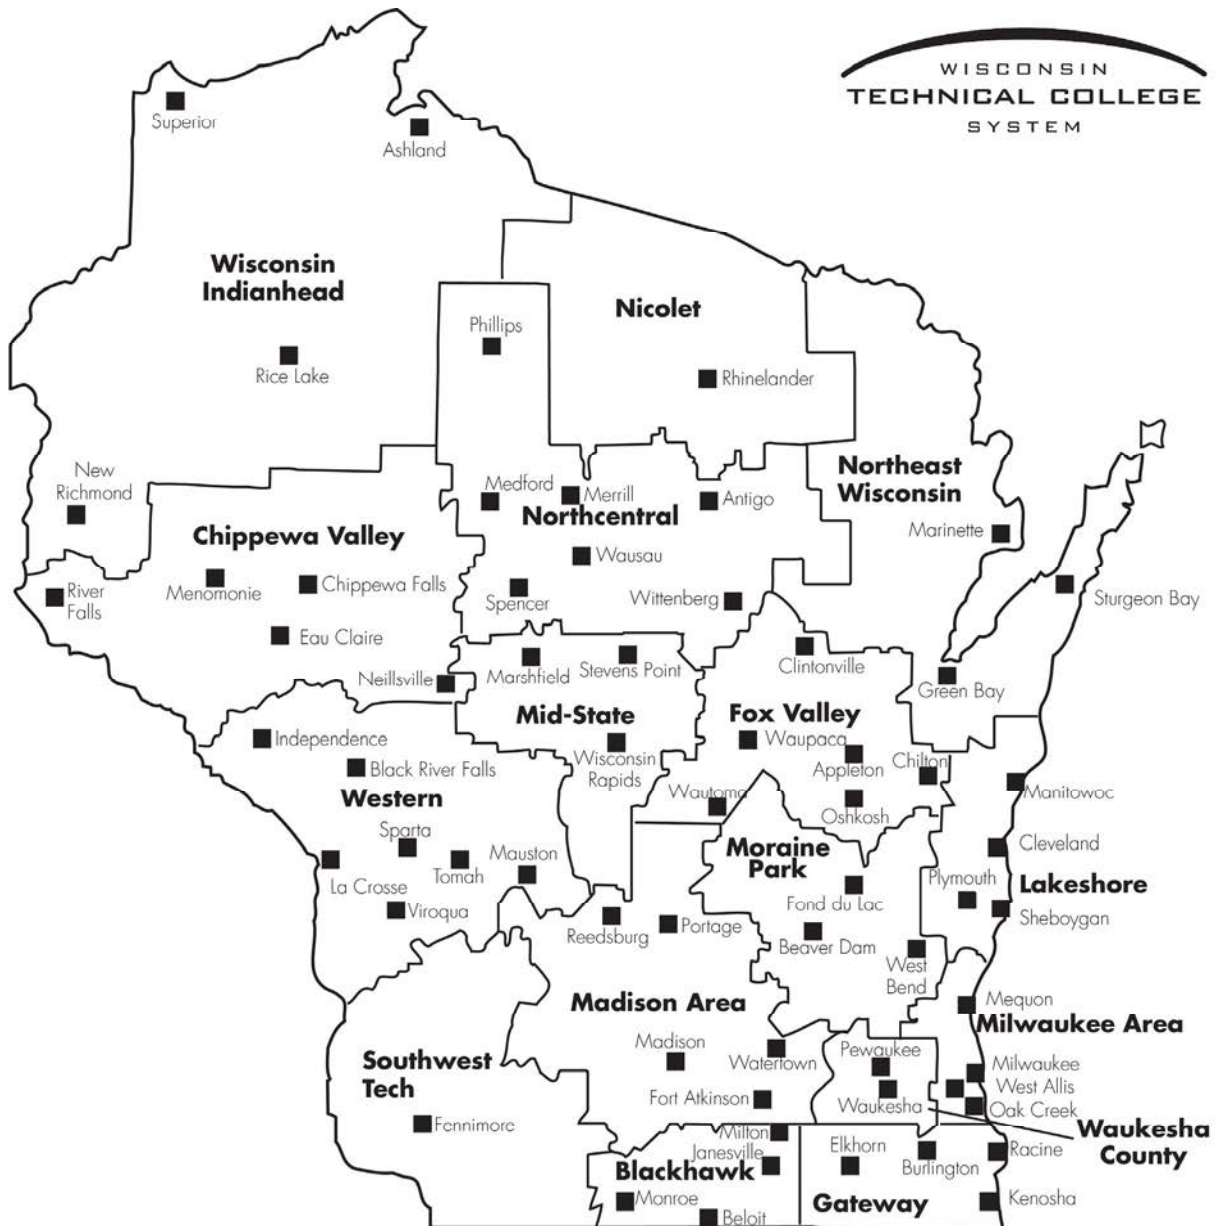 WISCONSIN
TECHNICAL COLLEGE
SYSTEM
Superior
Ashland
Wisconsin
Indianhead
Nicolet
Phillips
Rice Lake
Rhinelander
New
Richmond
Northeast
Wisconsin
Medford
Merrill
Antigo
Northcentral
Chippewa Valley
Marinette
Wausau
Menomonie
Chippewa Falls
River
Falls
Spencer
Wittenberg
Sturgeon Bay
Eau Claire
Clintonville
Neillsville
Marshfield
Stevens Point
Green Bay
Mid-State
Fox Valley
Independence
Wisconsin
Rapids
Waupaca
Appleton
Chilton
Black River Falls
Western
Wautoma
Oshkosh
Manitowoc
Sparta
Cleveland
Moraine
Park
Mauston
Tomah
La Crosse
Plymouth
Lakeshore
Fond du Lac
Viroqua
Sheboygan
Reedsburg
Portage
Beaver Dam
West
Bend
Madison Area
Mequon
Milwaukee Area
Southwest
Tech
Madison
Watertown
Pewaukee
Milwaukee
West Allis
Fort Atkinson
Waukesha
Oak Creek
Fennimore
Milton
Waukesha
County
Janesville
Elkhorn
Burlington
Racine
Blackhawk
Monroe
Gateway
Kenosha
Beloit